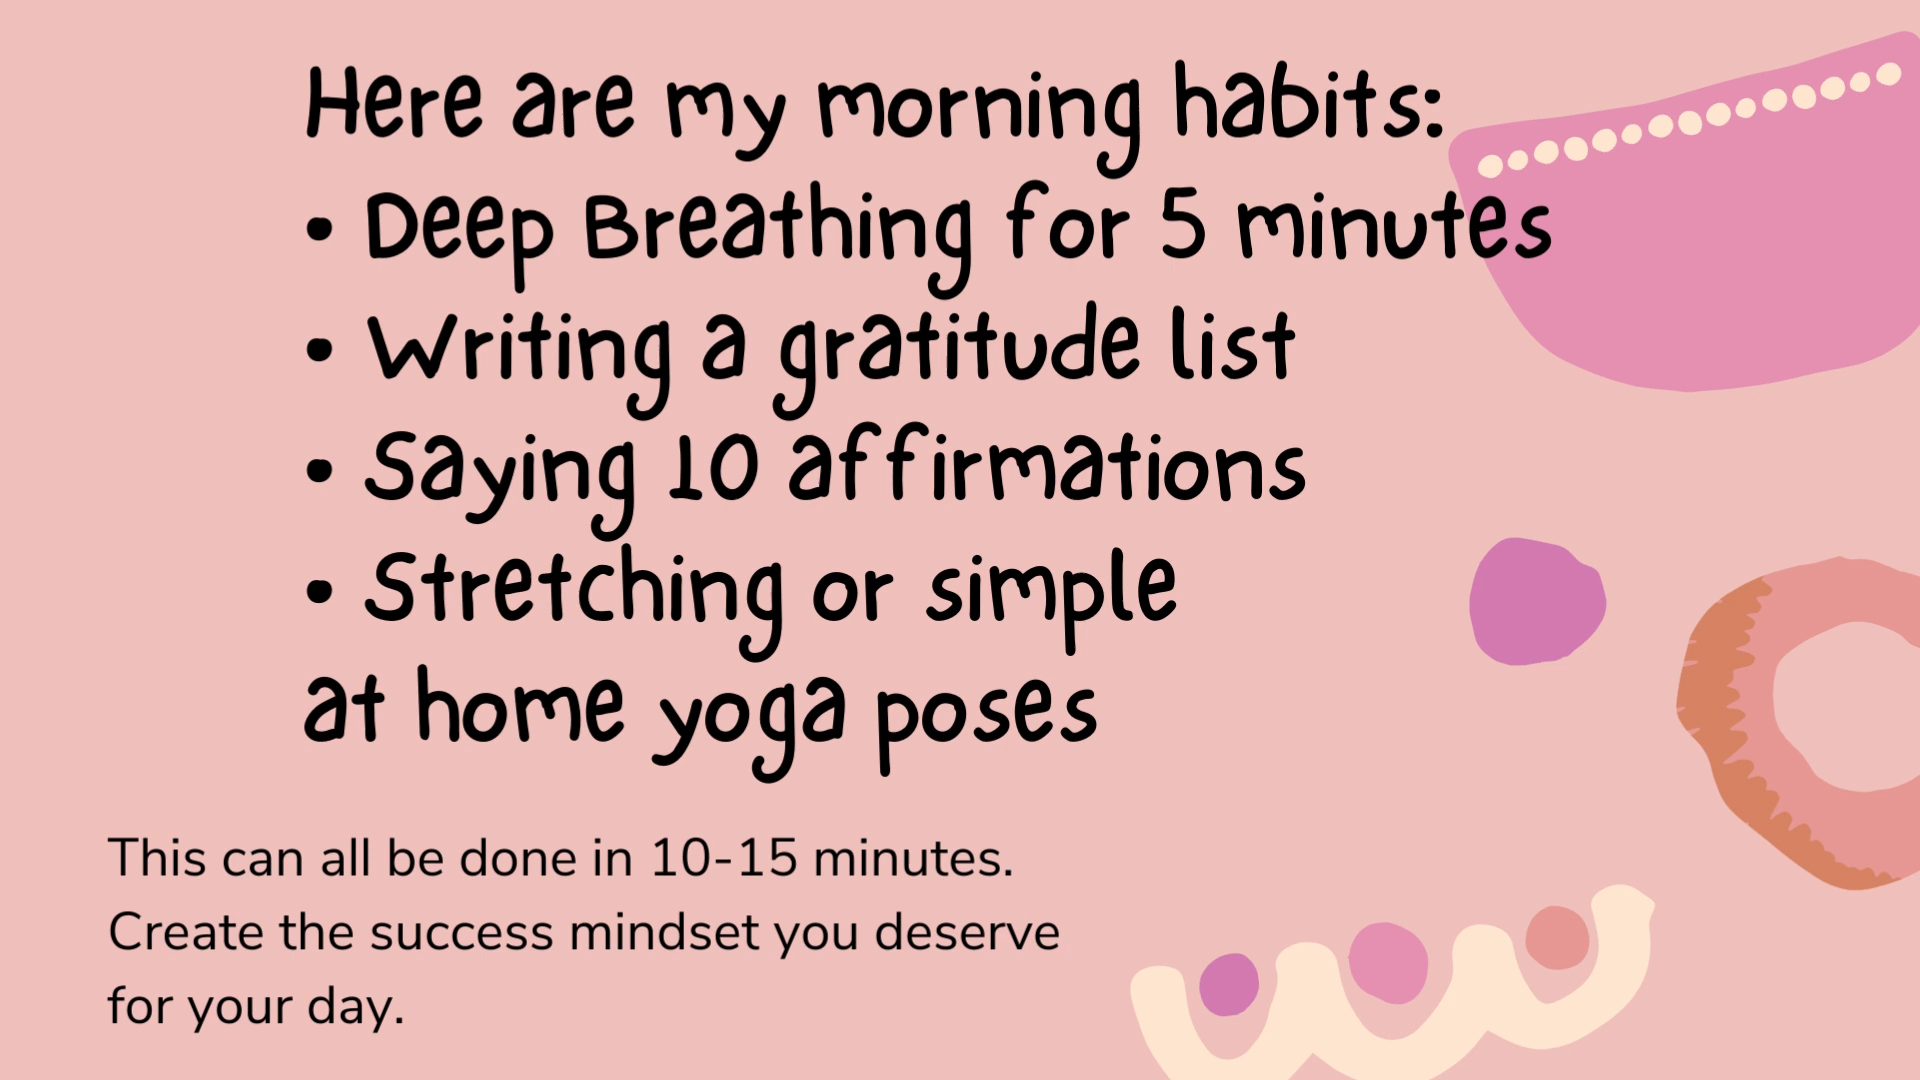 Here are my morning habits:
• Deep Breathing for 5 minutes
• Writing a gratitude list
• Saying 10 affirmations
• Stretching or simple
at home yoga poses
This can all be done in 10-15 minutes.
Create the success mindset you deserve
for your day.